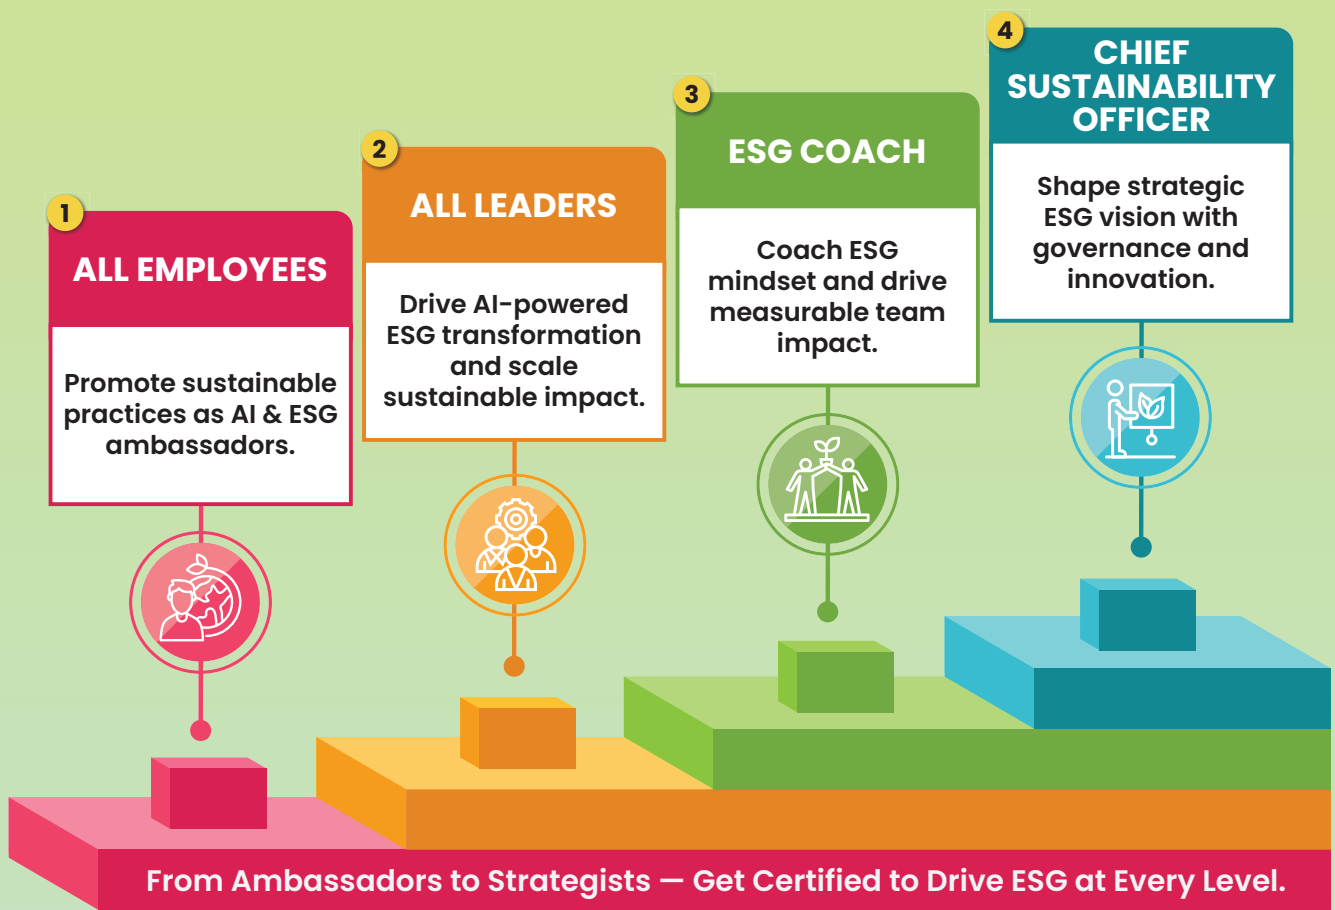 1
ALL EMPLOYEES
Promote sustainable
practices as AI & ESG
ambassadors.
2
ALL LEADERS
Drive AI-powered
ESG transformation
and scale
sustainable impact.
3
ESG COACH
Coach ESG
mindset and drive
measurable team
impact.
4
CHIEF
SUSTAINABILITY
OFFICER
Shape strategic
ESG vision with
governance and
innovation.
From Ambassadors to Strategists — Get Certified to Drive ESG at Every Level.